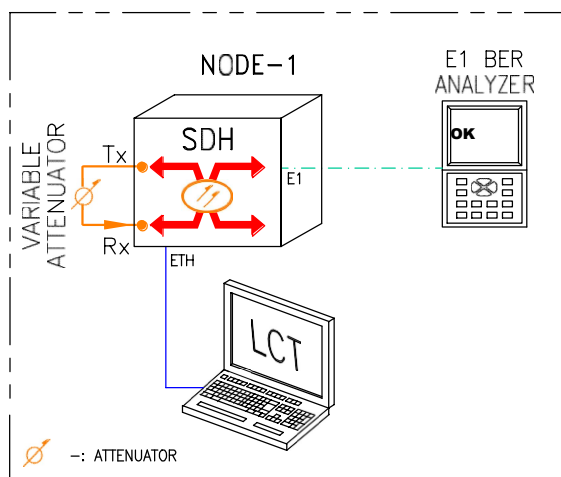 NODE-1
E1 BER
ANALYZER
OK
SDH
Tx
E1
VARIABLE
ATTENUATOR
Rx
ETH
LCT
-: ATTENUATOR